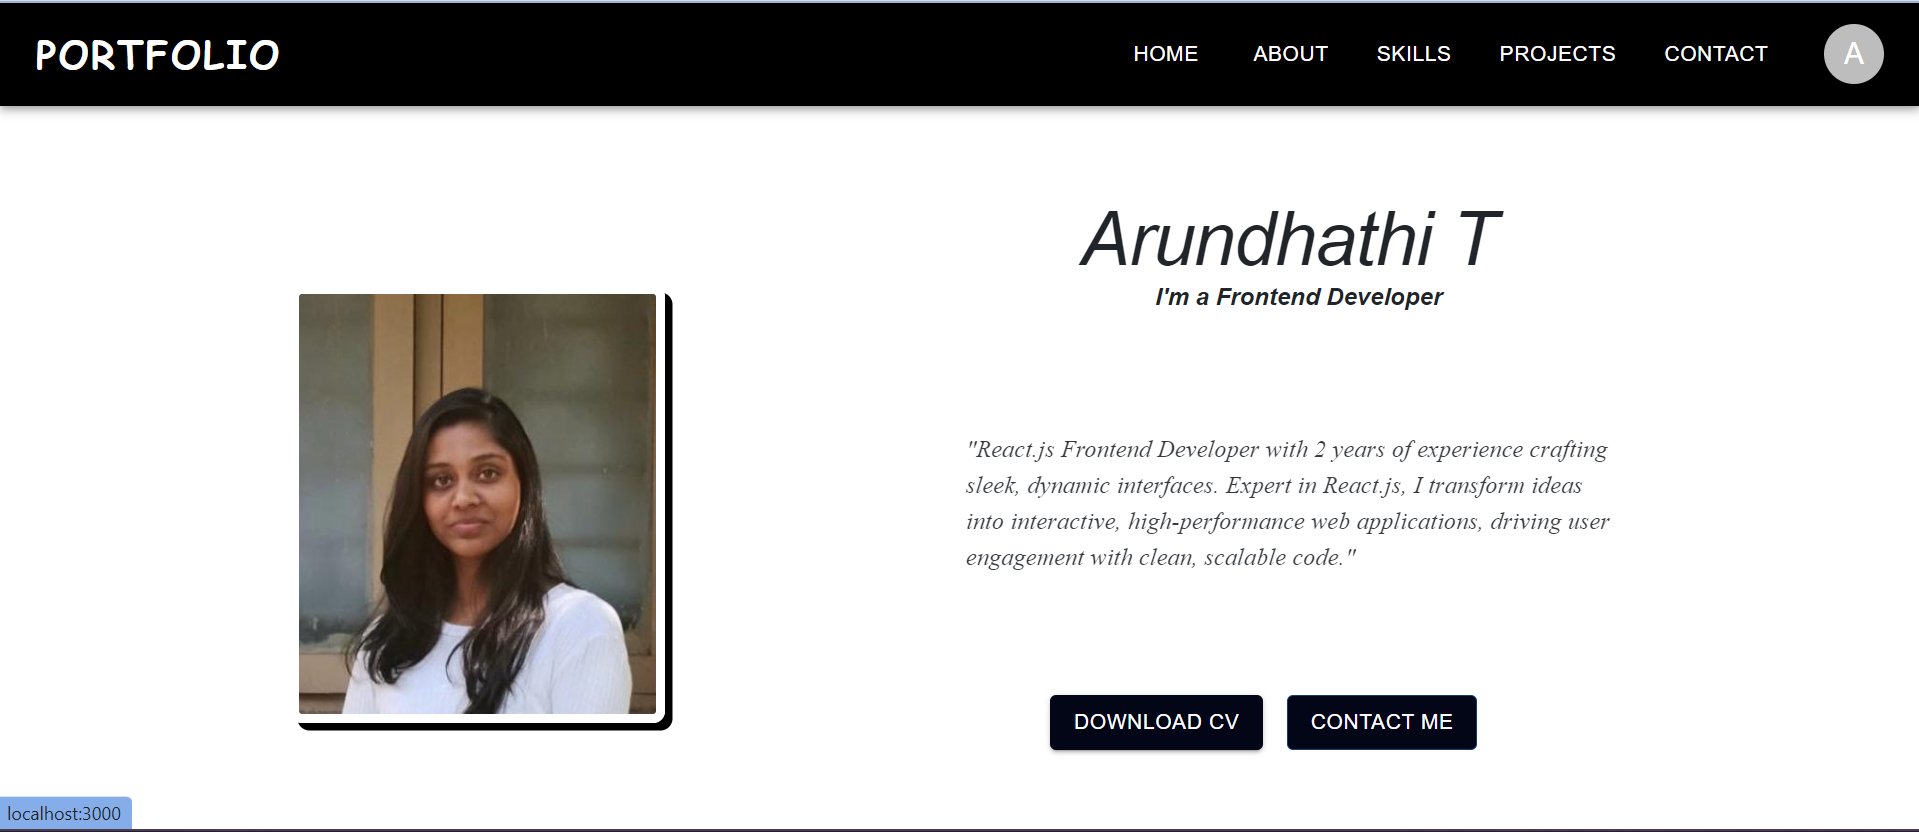 PORTFOLIO
HOME ABOUT SKILLS PROJECTS CONTACT A
Arundhathi T
I'm a Frontend Developer
"React.js Frontend Developer with 2 years of experience crafting
sleek, dynamic interfaces. Expert in React.js, I transform ideas
into interactive, high-performance web applications, driving user
engagement with clean, scalable code."
DOWNLOAD CV CONTACT ME
localhost:3000